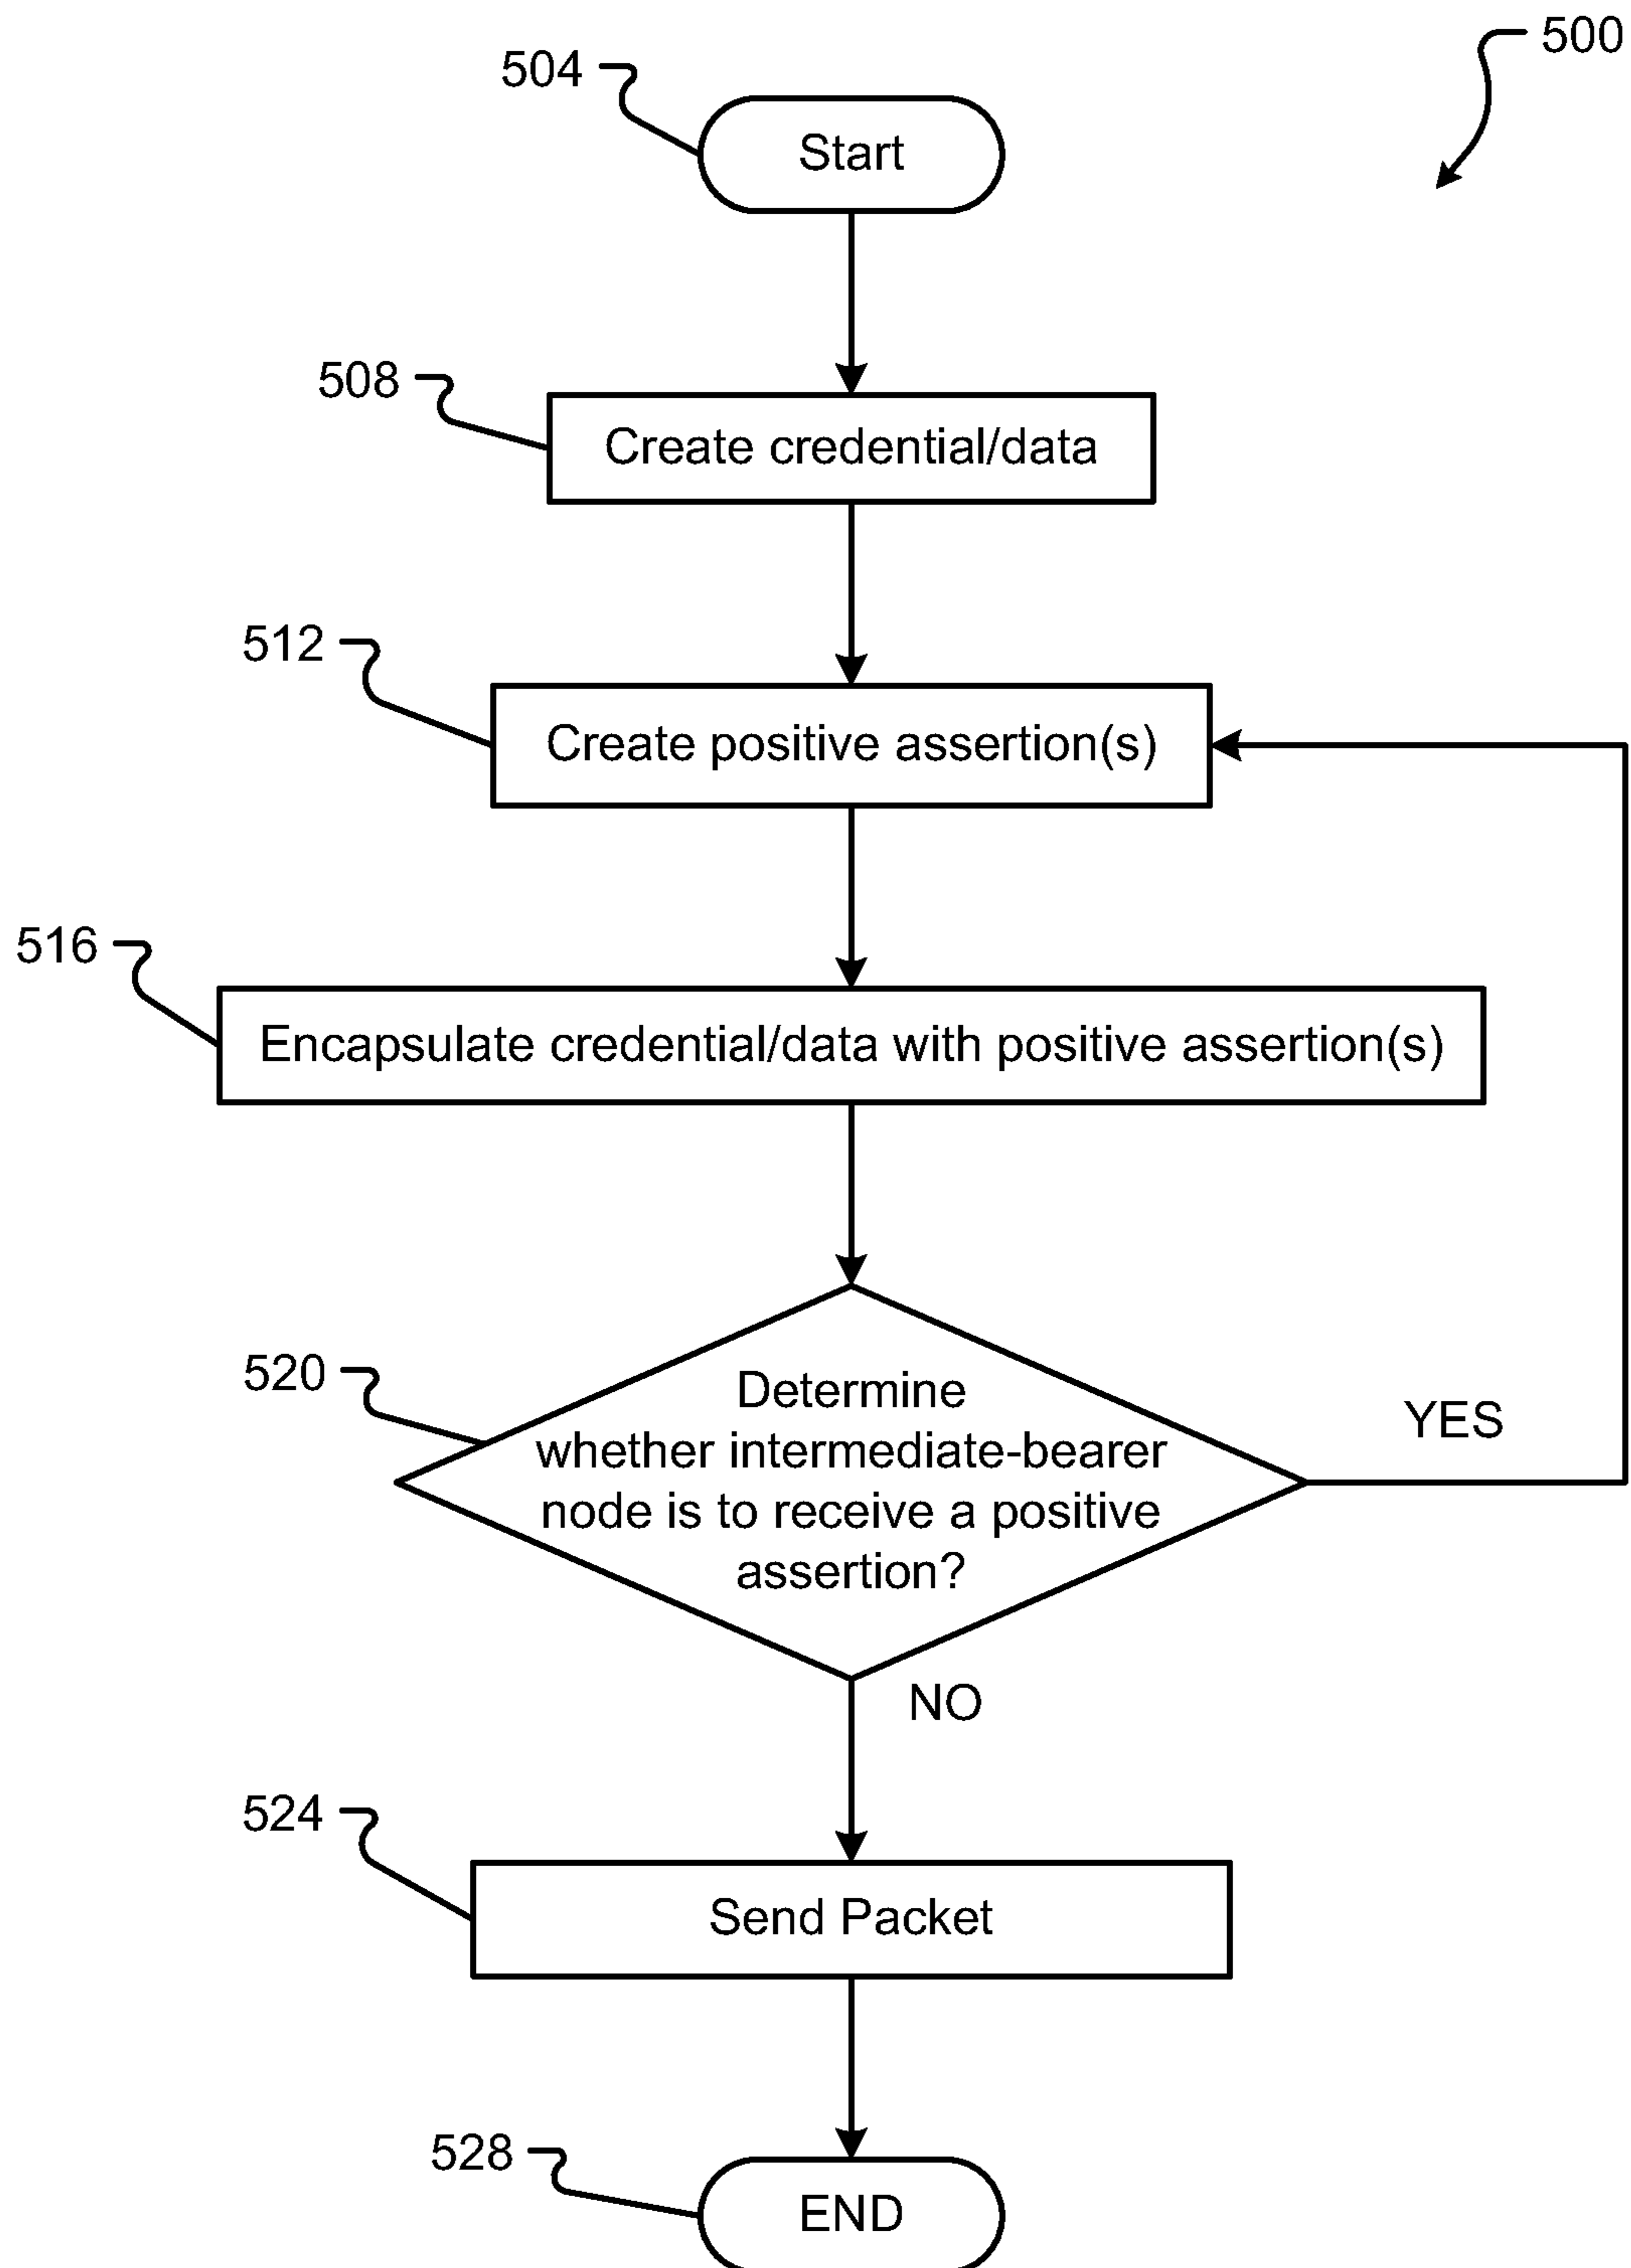 500
504
Start
508
Create credential/data
512
Create positive assertion(s)
516
Encapsulate credential/data with positive assertion(s)
520
Determine
whether intermediate-bearer
node is to receive a positive
assertion?
YES
NO
524
Send Packet
528
END